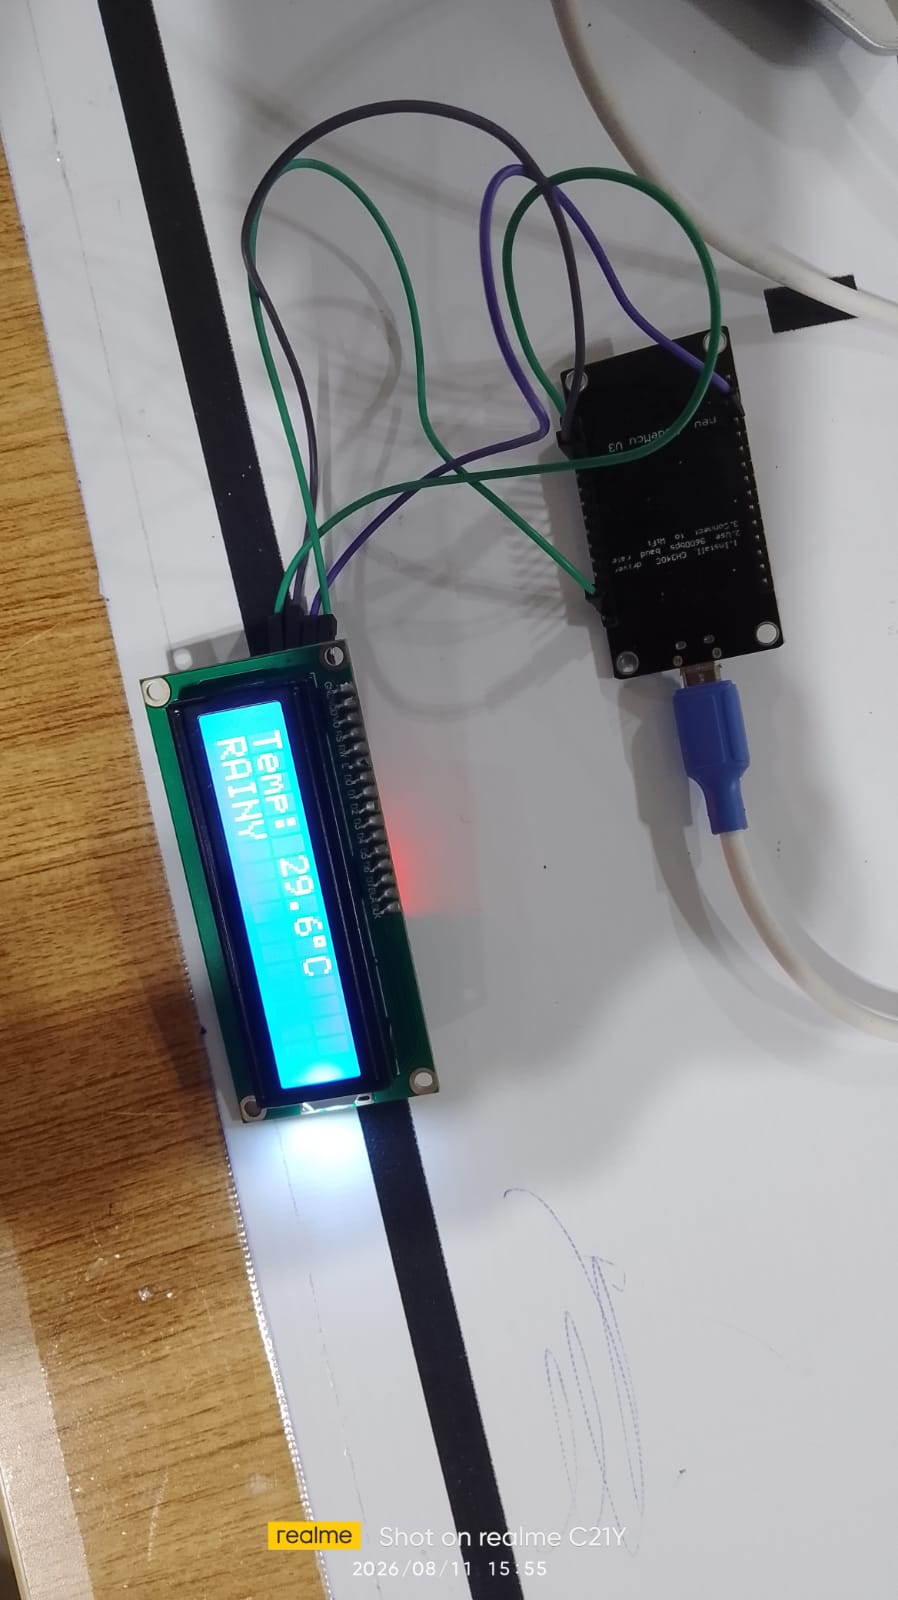 Temp: 29.6°C
RAINY
NodeMcu V3
1.Install CH340C driver
2.Use 9600bps baud rate
3.Connect to WiFi
realme
Shot on realme C21Y
2026/08/11 15:55